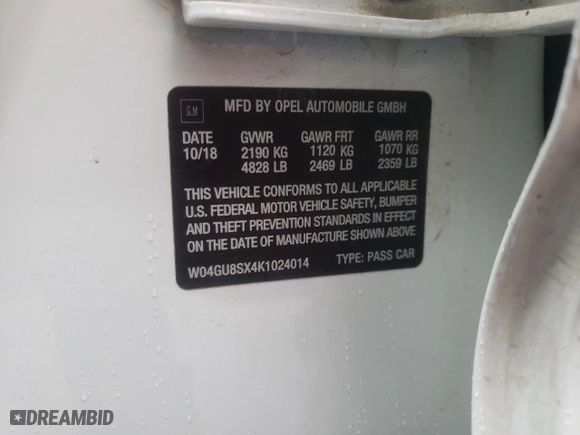 GM
MFD BY OPEL AUTOMOBILE GMBH
DATE GVWR GAWR FRT GAWR RR
10/18 2190 KG 1120 KG 1070 KG
4828 LB 2469 LB 2359 LB
THIS VEHICLE CONFORMS TO ALL APPLICABLE
U.S. FEDERAL MOTOR VEHICLE SAFETY, BUMPER
AND THEFT PREVENTION STANDARDS IN EFFECT
ON THE DATE OF MANUFACTURE SHOWN ABOVE
W04GU8SX4K1024014 TYPE: PASS CAR
DREAMBID